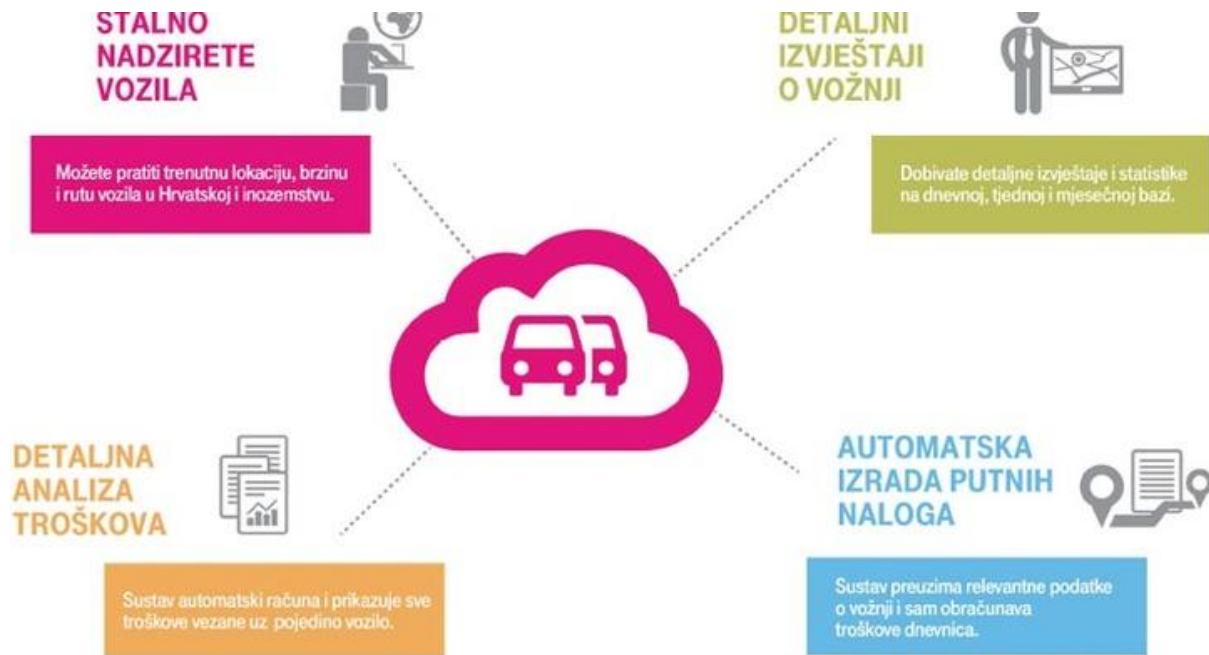 STALNO
NADZIRETE
VOZILA
Možete pratiti trenutnu lokaciju, brzinu
i rutu vozila u Hrvatskoj i inozemstvu.
DETALJNI
IZVJEŠTAJI
O VOŽNJI
Dobivate detaljne izvještaje i statistike
na dnevnoj, tjednoj i mjesečnoj bazi.
DETALJNA
ANALIZA
TROŠKOVA
Sustav automatski računa i prikazuje sve
troškove vezane uz pojedino vozilo.
AUTOMATSKA
IZRADA PUTNIH
NALOGA
Sustav preuzima relevantne podatke
o vožnji i sam obračunava
troškove dnevnica.